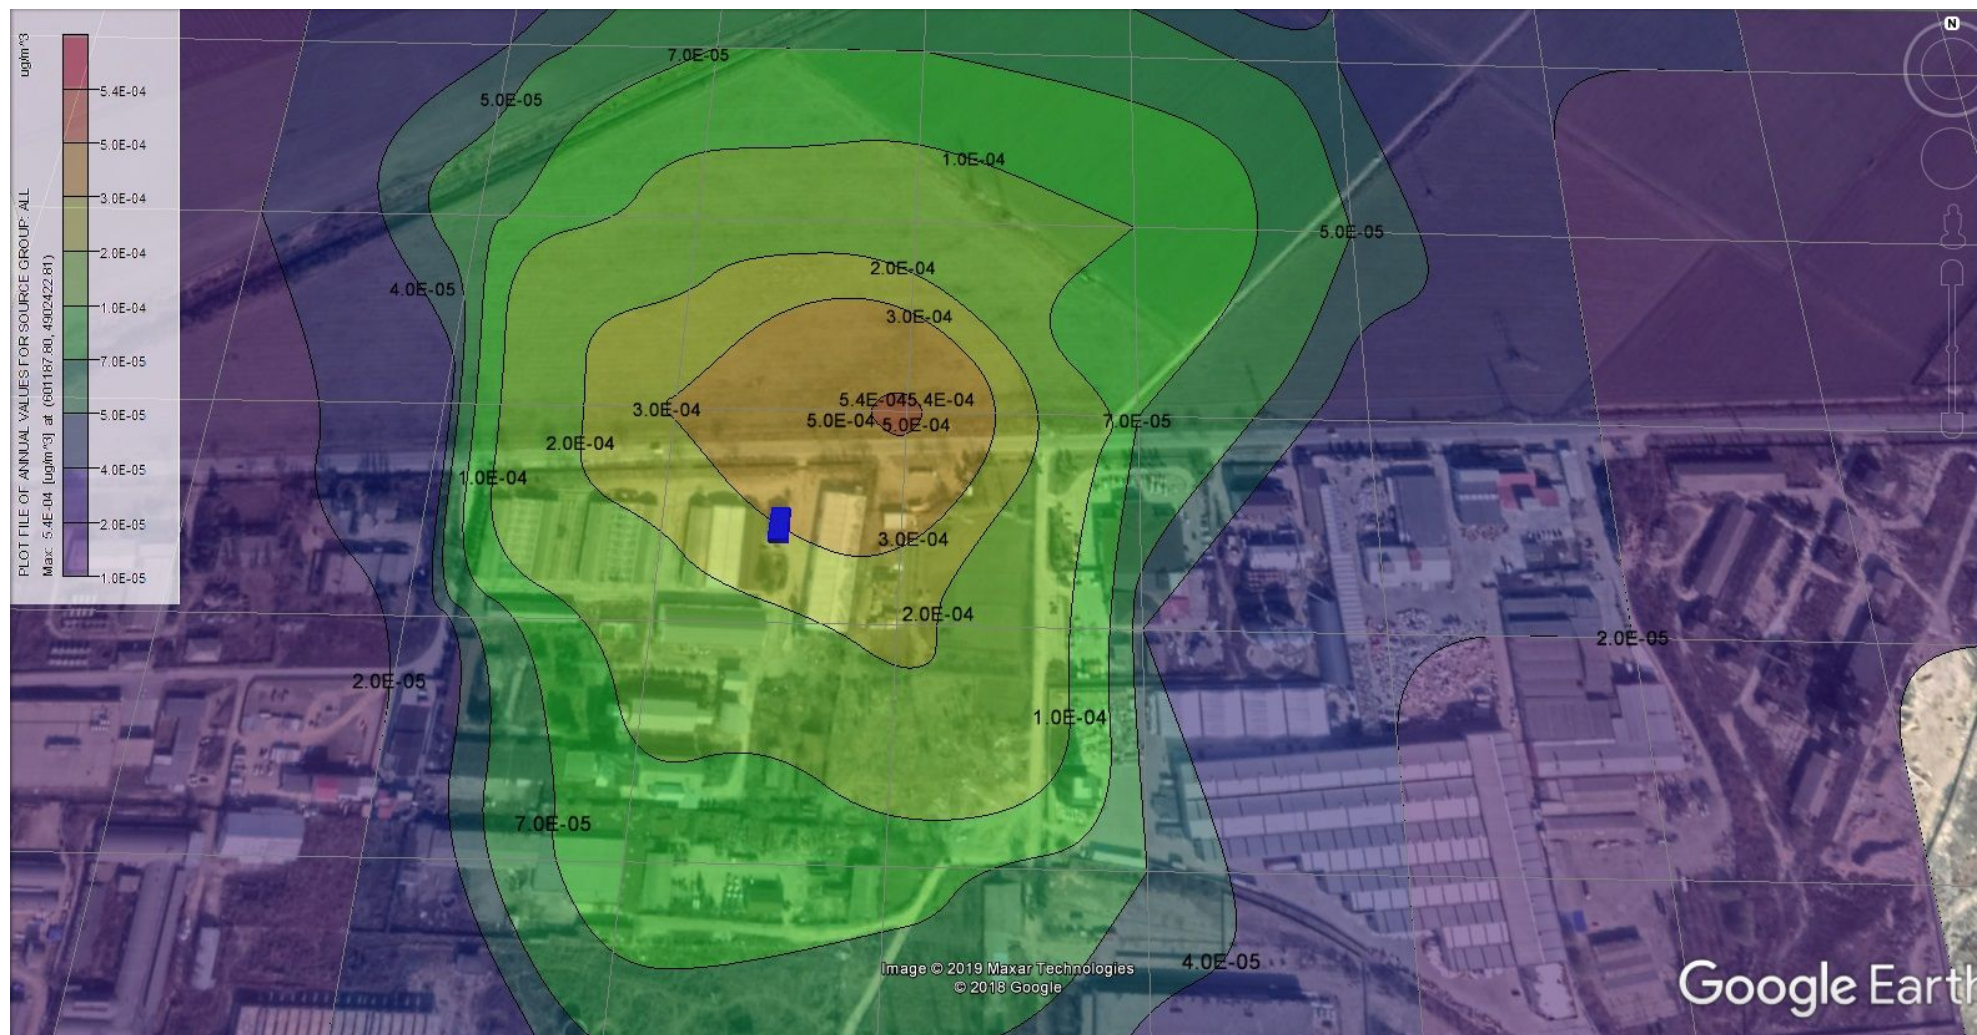 ug/m^3
PLOT FILE OF ANNUAL VALUES FOR SOURCE GROUP: ALL
Max: 5.4E-04 [ug/m^3] at (601187.80, 4902422.81)
5.4E-04
5.0E-04
3.0E-04
2.0E-04
1.0E-04
7.0E-05
5.0E-05
4.0E-05
2.0E-05
1.0E-05
N
7.0E-05
5.0E-05
1.0E-04
5.0E-05
2.0E-04
4.0E-05
3.0E-04
5.4E-04 5.4E-04
3.0E-04
5.0E-04 5.0E-04
7.0E-05
2.0E-04
1.0E-04
3.0E-04
2.0E-04
2.0E-05
2.0E-05
1.0E-04
7.0E-05
4.0E-05
Image © 2019 Maxar Technologies
© 2018 Google
Google Earth